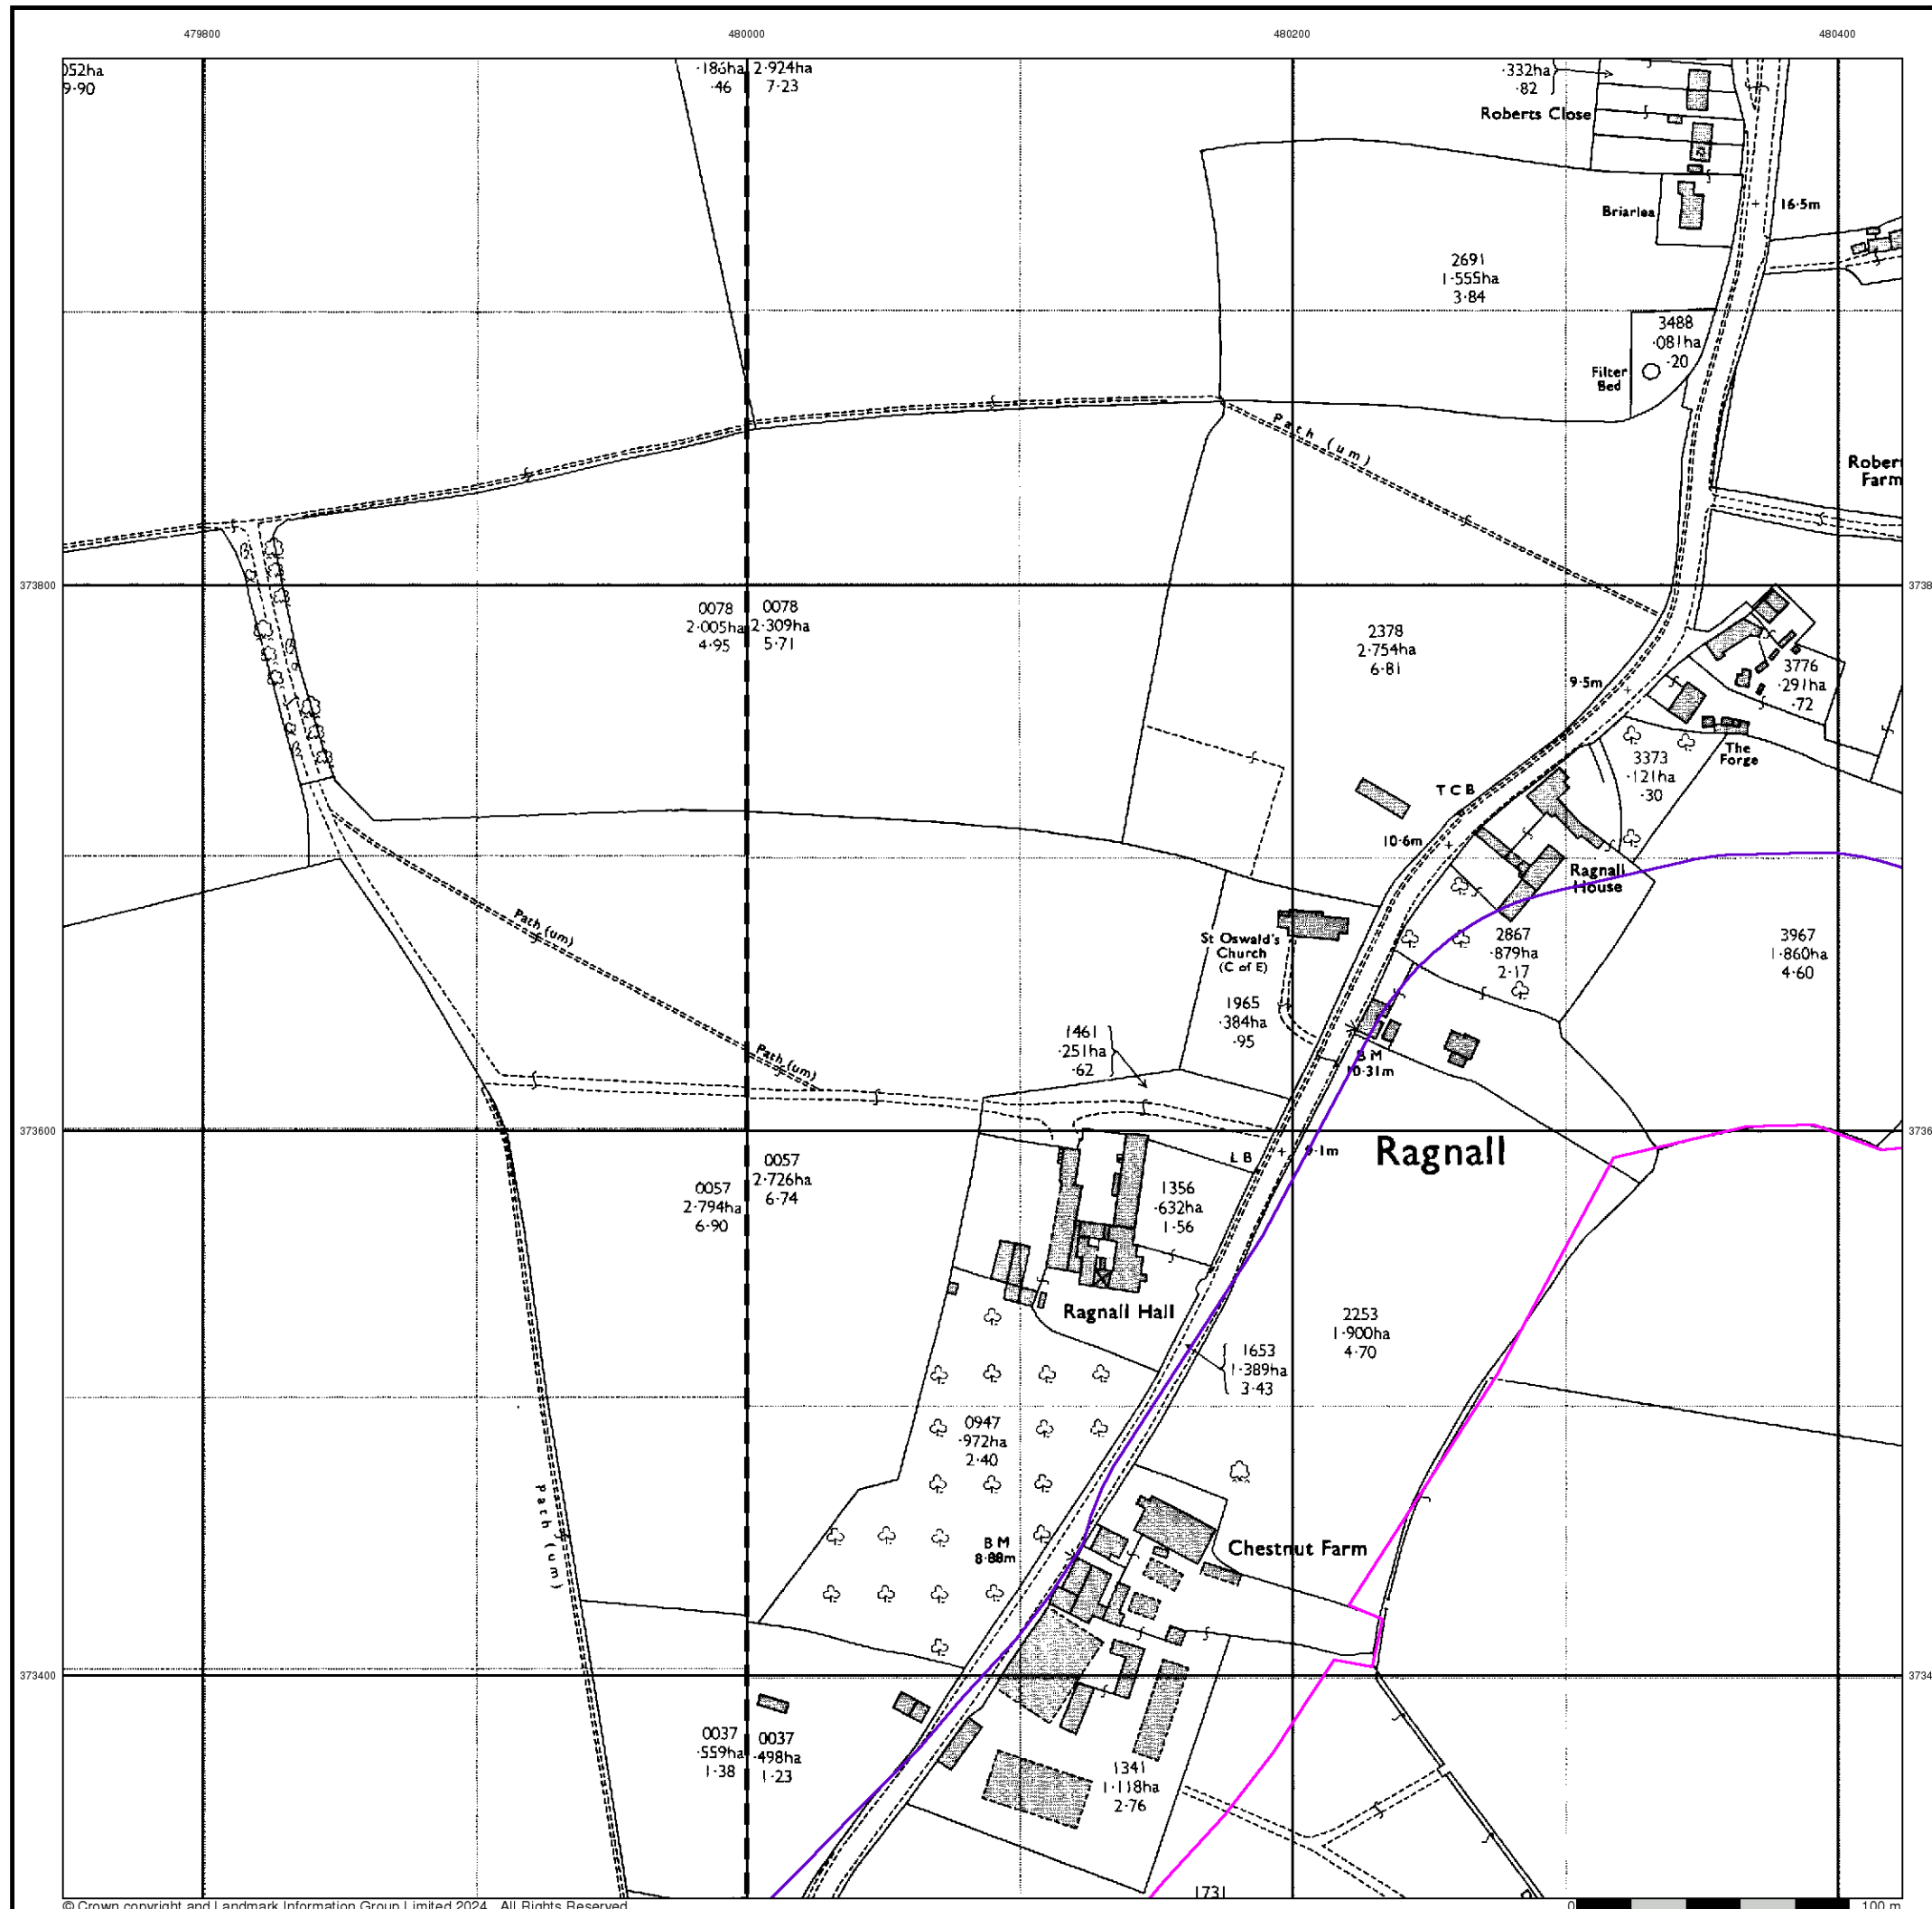 479800
480000
480200
480400
052ha
9·90
·186ha
·46
2·924ha
7·23
·332ha
·82
Roberts Close
Briarlea
16·5m
2691
1·555ha
3·84
3488
·081ha
·20
Filter
Bed
Path (um)
Rober
Farm
373800
3738
0078
2·005ha
4·95
0078
2·309ha
5·71
2378
2·754ha
6·81
9·5m
3776
·291ha
·72
The
Forge
3373
·121ha
·30
T C B
10·6m
Ragnall
House
Path (um)
St Oswald's
Church
(C of E)
2867
·879ha
2·17
3967
1·860ha
4·60
1965
·384ha
·95
1461
·251ha
·62
Path (um)
B M
10·31m
373600
3736
L B
9·1m
Ragnall
0057
2·794ha
6·90
0057
2·726ha
6·74
1356
·632ha
1·56
Ragnall Hall
2253
1·900ha
4·70
1653
1·389ha
3·43
0947
·972ha
2·40
Path (um)
B M
8·88m
Chestnut Farm
373400
3734
0037
·559ha
1·38
0037
·498ha
1·23
1341
1·118ha
2·76
1731
© Crown copyright and Landmark Information Group Limited 2024. All Rights Reserved.
0
100 m